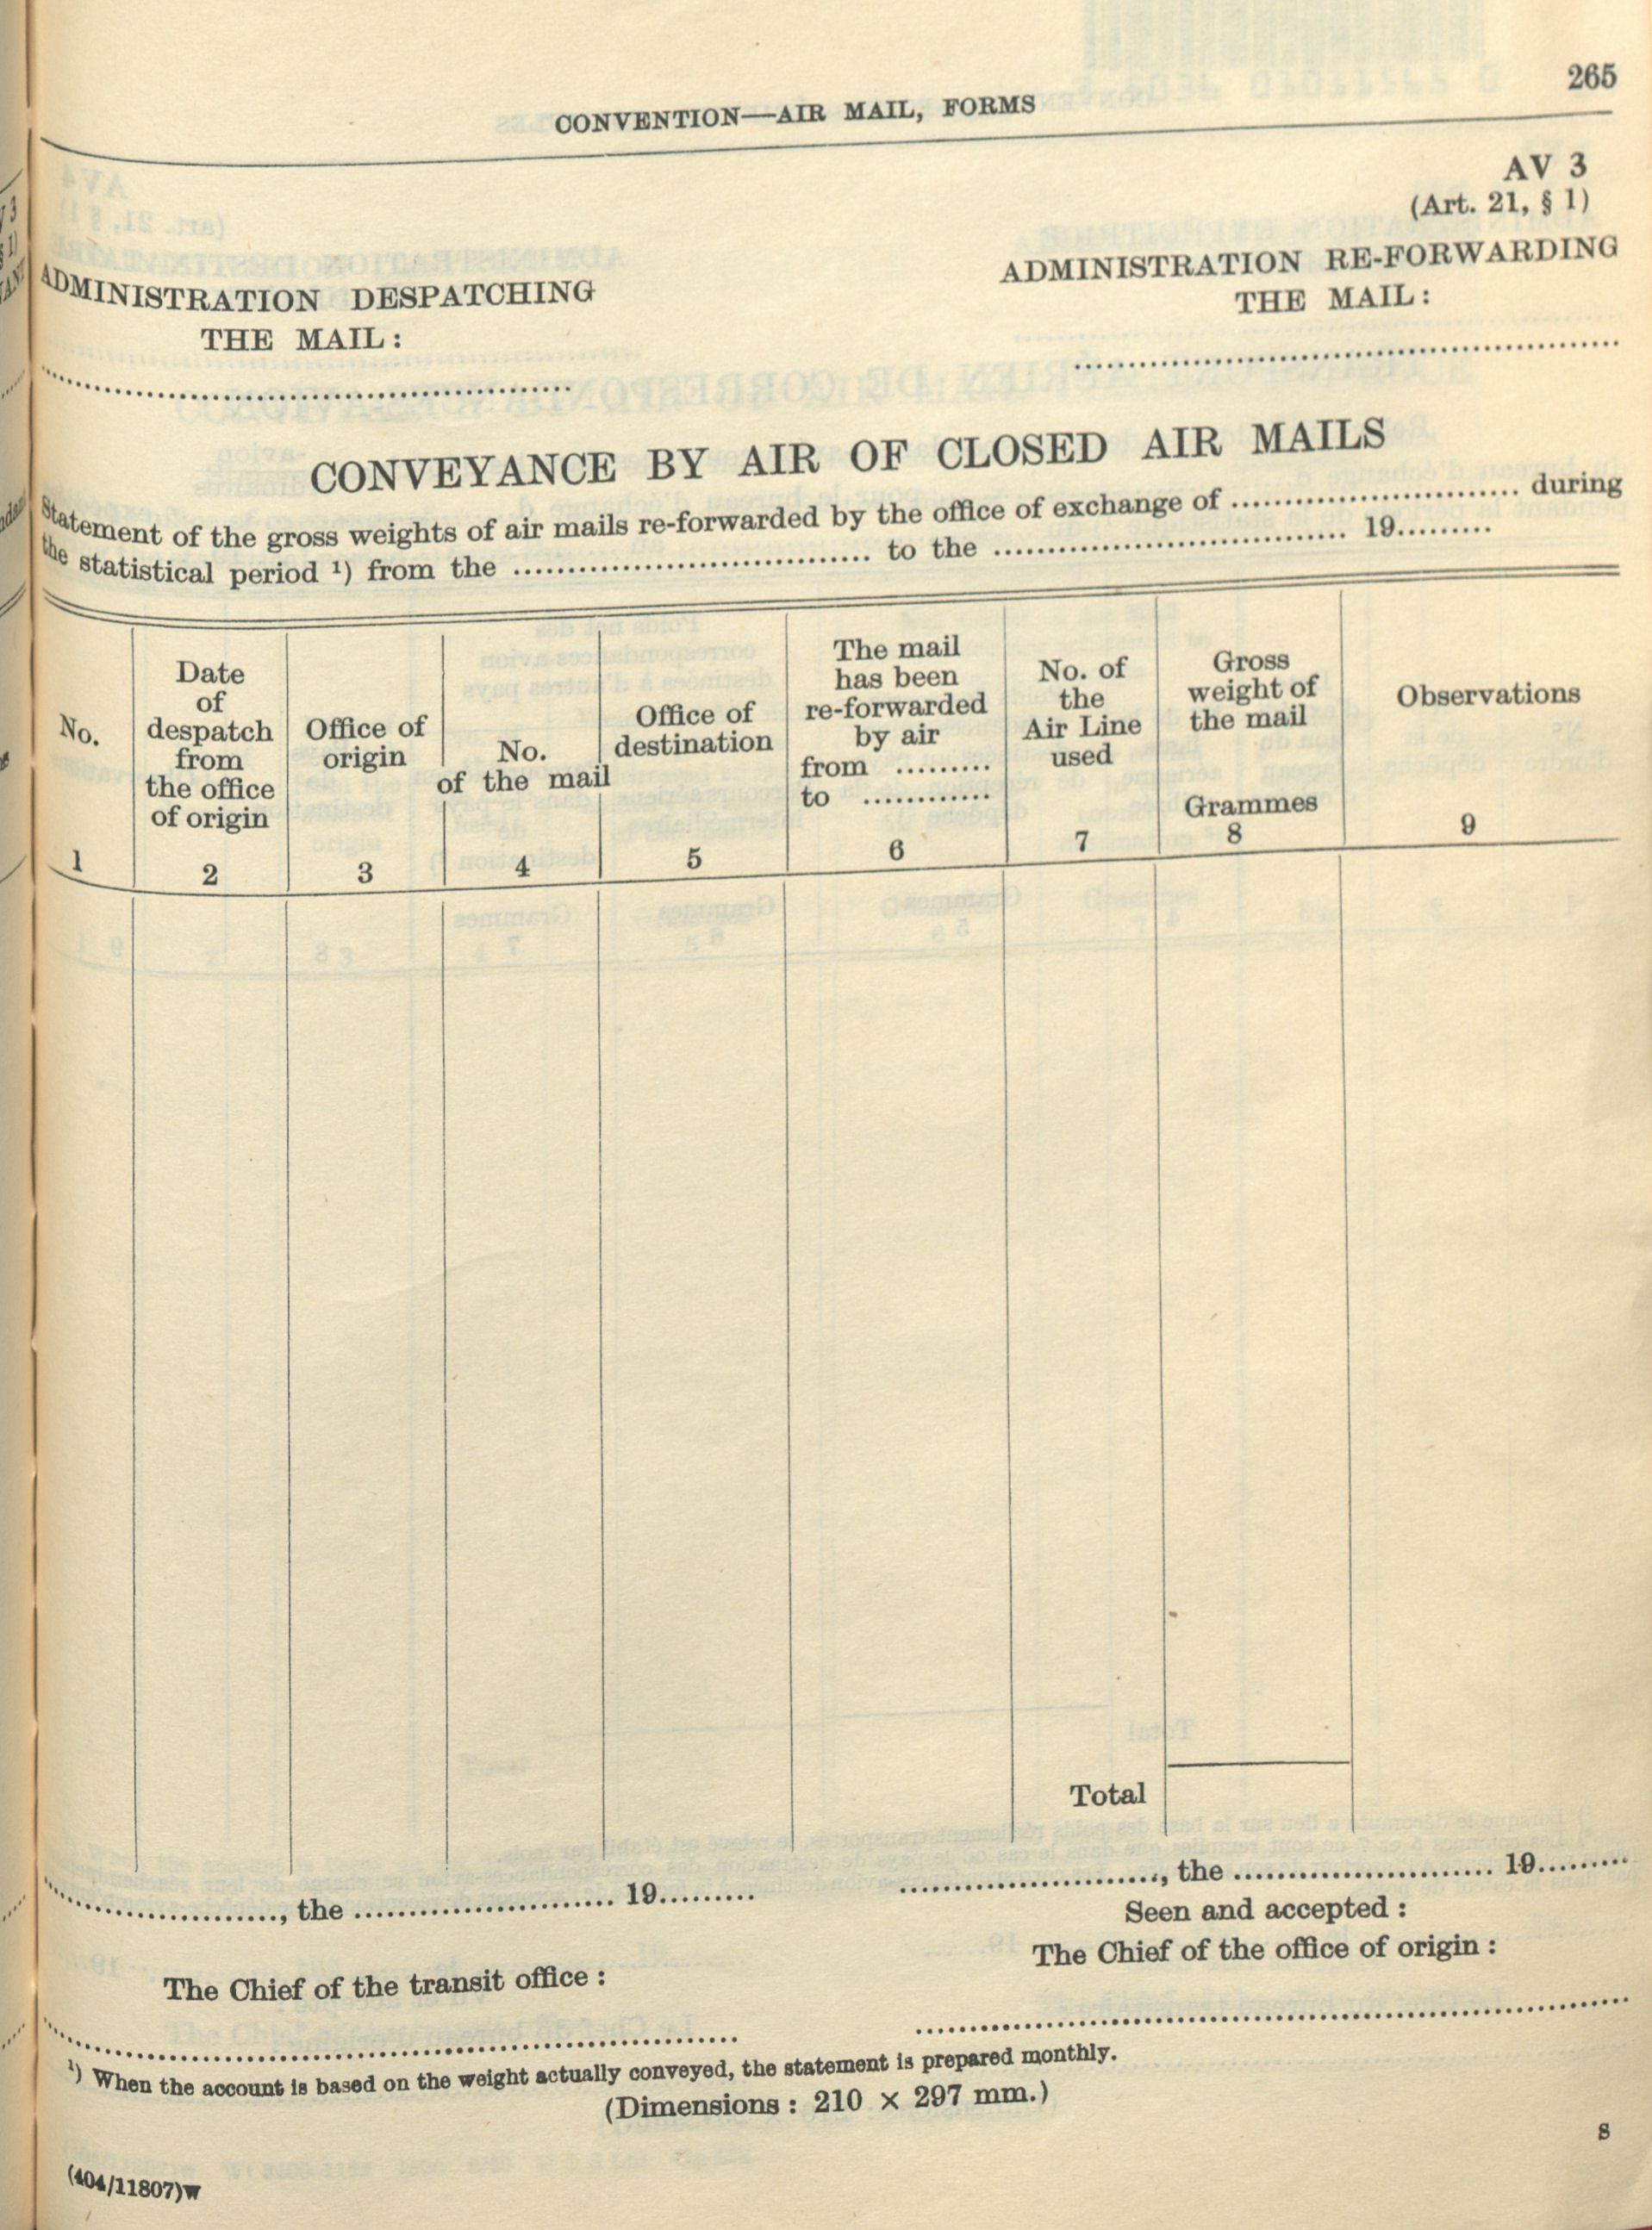 265
CONVENTION—AIR MAIL, FORMS
AV 3
(Art. 21, § 1)
ADMINISTRATION DESPATCHING
THE MAIL:
ADMINISTRATION RE-FORWARDING
THE MAIL:
CONVEYANCE BY AIR OF CLOSED AIR MAILS
Statement of the gross weights of air mails re-forwarded by the office of exchange of .......................... during
the statistical period ¹) from the ................................. to the ................................ 19.........
No.
1
Date
of
despatch
from
the office
of origin
2
Office of
origin
3
No.
of the mail
4
Office of
destination
5
The mail
has been
re-forwarded
by air
from .........
to ............
6
No. of
the
Air Line
used
7
Gross
weight of
the mail
Grammes
8
Observations
9
Total
......................, the ........................ 19.........
The Chief of the transit office :
........................, the ........................ 19.........
Seen and accepted :
The Chief of the office of origin :
¹) When the account is based on the weight actually conveyed, the statement is prepared monthly.
(Dimensions : 210 × 297 mm.)
S
(404/11807)W